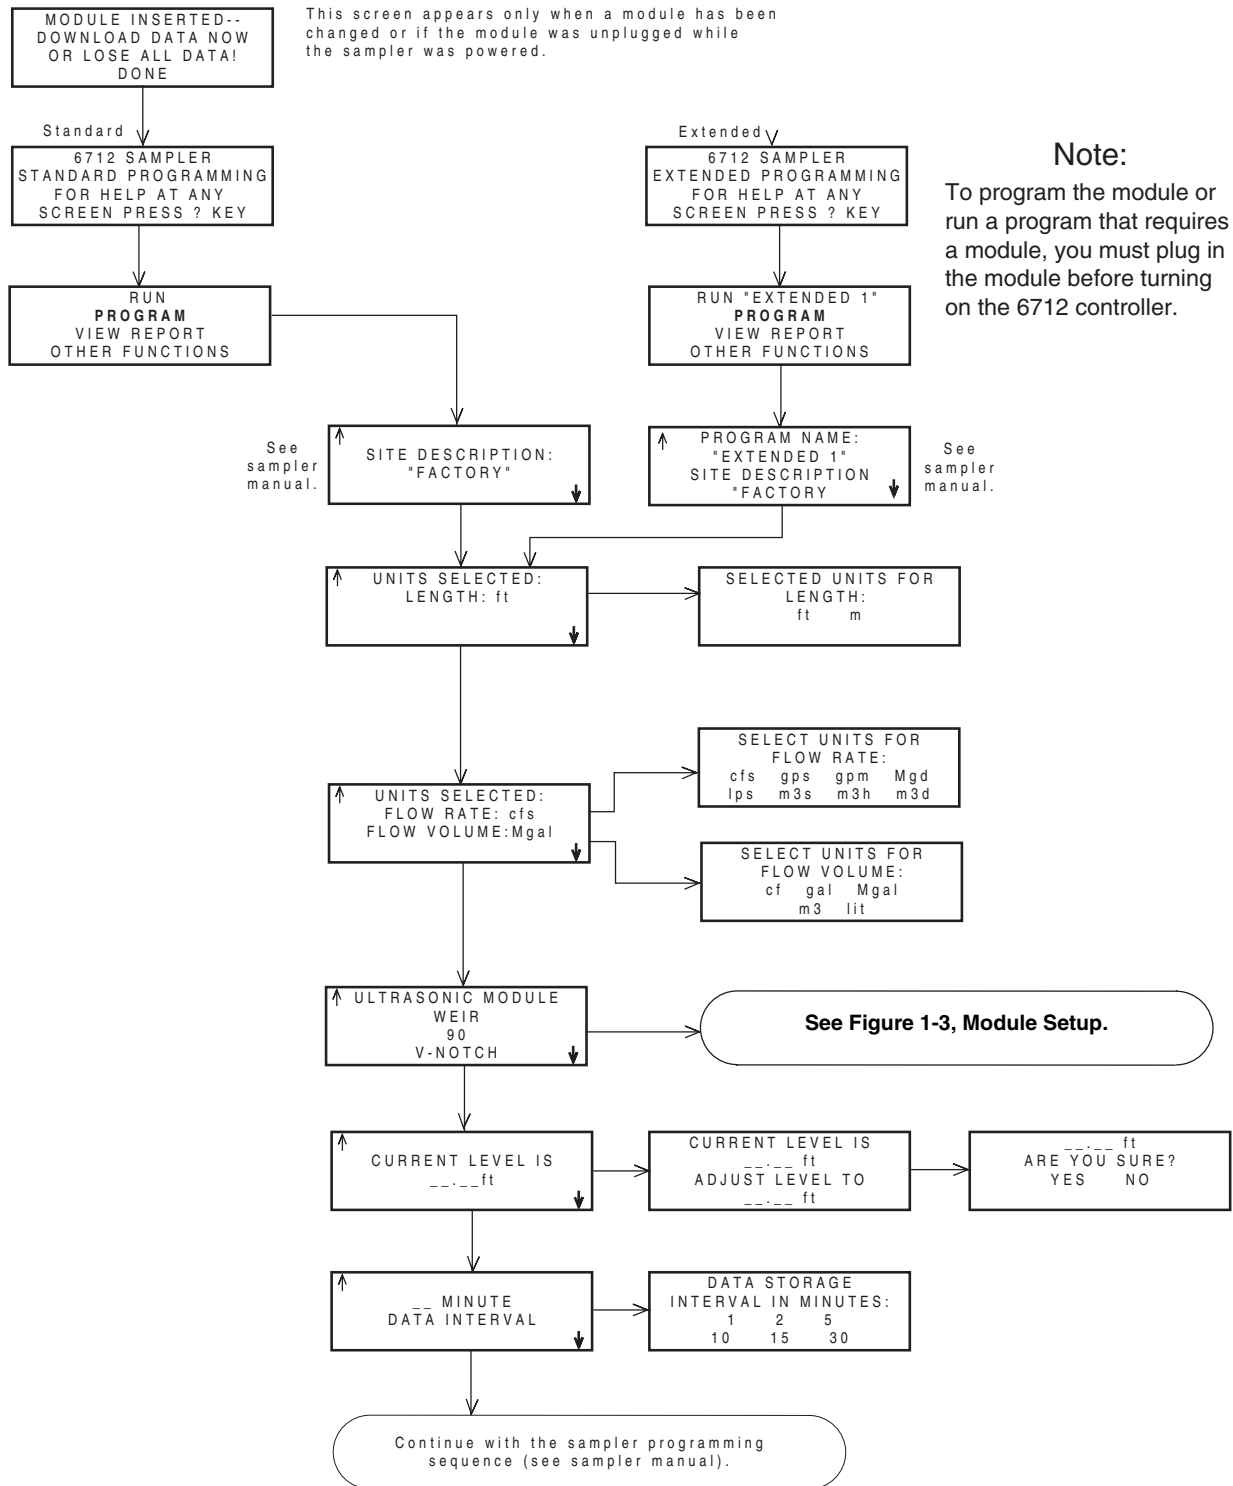 MODULE INSERTED--
DOWNLOAD DATA NOW
OR LOSE ALL DATA!
DONE
This screen appears only when a module has been
changed or if the module was unplugged while
the sampler was powered.
Standard
6712 SAMPLER
STANDARD PROGRAMMING
FOR HELP AT ANY
SCREEN PRESS ? KEY
Extended
6712 SAMPLER
EXTENDED PROGRAMMING
FOR HELP AT ANY
SCREEN PRESS ? KEY
Note:
To program the module or
run a program that requires
a module, you must plug in
the module before turning
on the 6712 controller.
RUN
PROGRAM
VIEW REPORT
OTHER FUNCTIONS
RUN "EXTENDED 1"
PROGRAM
VIEW REPORT
OTHER FUNCTIONS
See
sampler
manual.
SITE DESCRIPTION:
"FACTORY"
PROGRAM NAME:
"EXTENDED 1"
SITE DESCRIPTION
"FACTORY
See
sampler
manual.
UNITS SELECTED:
LENGTH: ft
SELECTED UNITS FOR
LENGTH:
ft m
UNITS SELECTED:
FLOW RATE: cfs
FLOW VOLUME:Mgal
SELECT UNITS FOR
FLOW RATE:
cfs gps gpm Mgd
lps m3s m3h m3d
SELECT UNITS FOR
FLOW VOLUME:
cf gal Mgal
m3 lit
ULTRASONIC MODULE
WEIR
90
V-NOTCH
See Figure 1-3, Module Setup.
CURRENT LEVEL IS
__.__ft
CURRENT LEVEL IS
__.__ ft
ADJUST LEVEL TO
__.__ ft
__.__ ft
ARE YOU SURE?
YES NO
__ MINUTE
DATA INTERVAL
DATA STORAGE
INTERVAL IN MINUTES:
1 2 5
10 15 30
Continue with the sampler programming
sequence (see sampler manual).